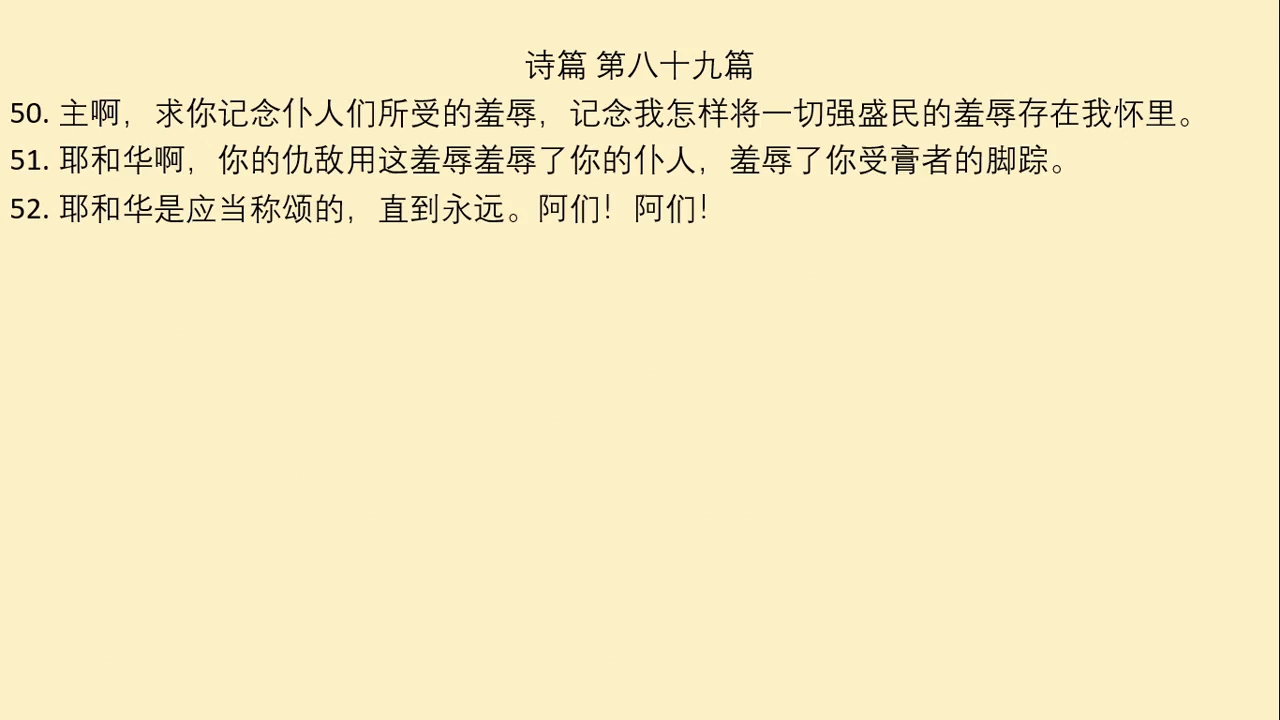 诗篇 第八十九篇
50. 主啊，求你记念仆人们所受的羞辱，记念我怎样将一切强盛民的羞辱存在我怀里。
51. 耶和华啊，你的仇敌用这羞辱羞辱了你的仆人，羞辱了你受膏者的脚踪。
52. 耶和华是应当称颂的，直到永远。阿们！阿们！